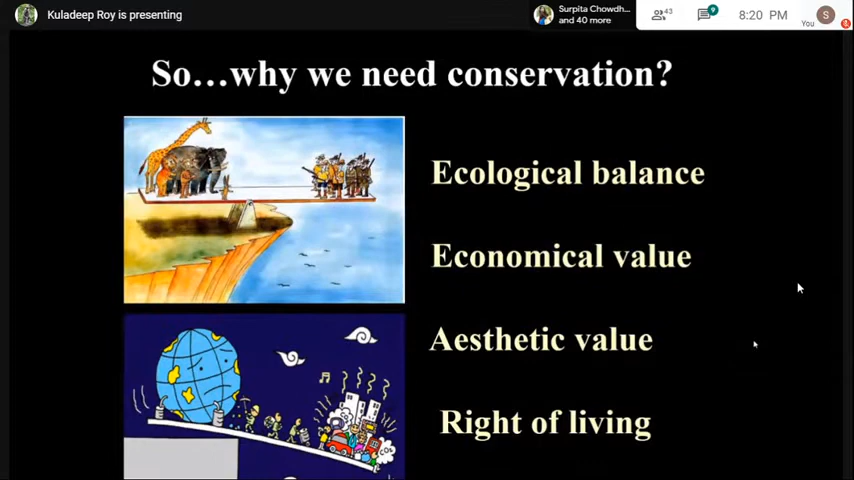 Kuladeep Roy is presenting
Surpita Chowdh...
and 40 more
43
9
8:20 PM
You
S
So...why we need conservation?
Ecological balance
Economical value
Aesthetic value
Right of living
CO₂